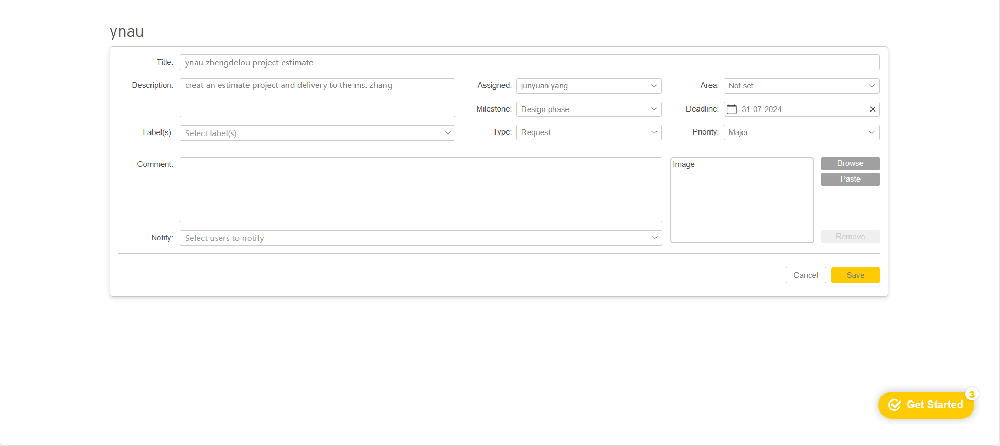 ynau
Title: ynau zhengdelou project estimate
Description: creat an estimate project and delivery to the ms. zhang
Assigned: junyuan yang
Area: Not set
Milestone: Design phase
Deadline: 31-07-2024
Label(s): Select label(s)
Type: Request
Priority: Major
Comment:
Image
Browse
Paste
Notify: Select users to notify
Remove
Cancel
Save
3
Get Started